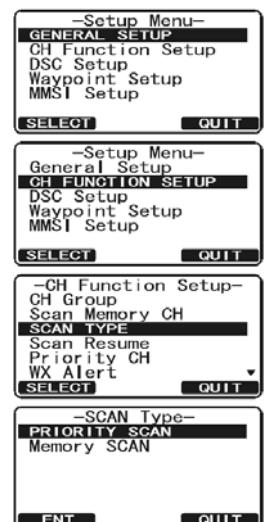 -Setup Menu-
GENERAL SETUP
CH Function Setup
DSC Setup
Waypoint Setup
MMSI Setup
SELECT QUIT
-Setup Menu-
General Setup
CH FUNCTION SETUP
DSC Setup
Waypoint Setup
MMSI Setup
SELECT QUIT
-CH Function Setup-
CH Group
Scan Memory CH
SCAN TYPE
Scan Resume
Priority CH
WX Alert
SELECT QUIT
-SCAN Type-
PRIORITY SCAN
Memory SCAN
ENT QUIT